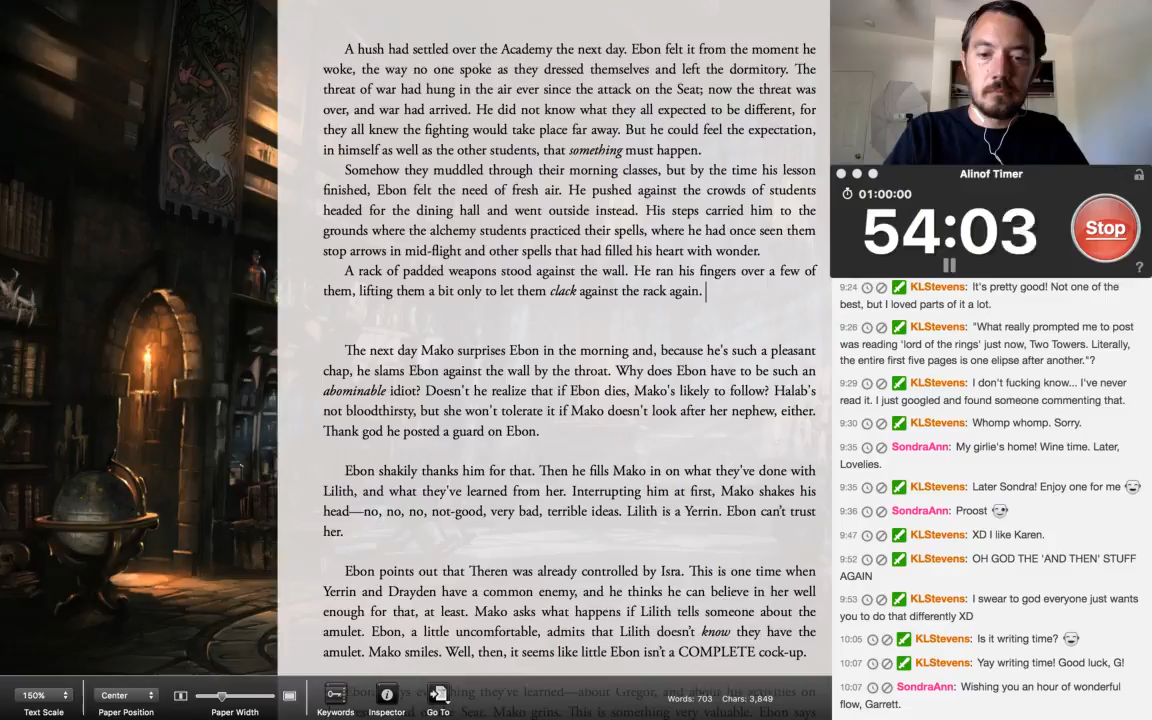 A hush had settled over the Academy the next day. Ebon felt it from the moment he
woke, the way no one spoke as they dressed themselves and left the dormitory. The
threat of war had hung in the air ever since the attack on the Seat; now the threat was
over, and war had arrived. He did not know what they all expected to be different, for
they all knew the fighting would take place far away. But he could feel the expectation,
in himself as well as the other students, that something must happen.
Somehow they muddled through their morning classes, but by the time his lesson
finished, Ebon felt the need of fresh air. He pushed against the crowds of students
headed for the dining hall and went outside instead. His steps carried him to the
grounds where the alchemy students practiced their spells, where he had once seen them
stop arrows in mid-flight and other spells that had filled his heart with wonder.
A rack of padded weapons stood against the wall. He ran his fingers over a few of
them, lifting them a bit only to let them clack against the rack again.
The next day Mako surprises Ebon in the morning and, because he's such a pleasant
chap, he slams Ebon against the wall by the throat. Why does Ebon have to be such an
abominable idiot? Doesn't he realize that if Ebon dies, Mako's likely to follow? Halab's
not bloodthirsty, but she won't tolerate it if Mako doesn't look after her nephew, either.
Thank god he posted a guard on Ebon.
Ebon shakily thanks him for that. Then he fills Mako in on what they've done with
Lilith, and what they've learned from her. Interrupting him at first, Mako shakes his
head—no, no, no, not-good, very bad, terrible ideas. Lilith is a Yerrin. Ebon can't trust
her.
Ebon points out that Theren was already controlled by Isra. This is one time when
Yerrin and Drayden have a common enemy, and he thinks he can believe in her well
enough for that, at least. Mako asks what happens if Lilith tells someone about the
amulet. Ebon, a little uncomfortable, admits that Lilith doesn't know they have the
amulet. Mako smiles. Well, then, it seems like little Ebon isn't a COMPLETE cock-up.
150%
Text Scale
Center
Paper Position
Paper Width
Keywords
Inspector
Go To
Words: 703 Chars: 3,849
Alinof Timer
01:00:00
54:03
Stop
?
9:24 KLStevens: It's pretty good! Not one of the
best, but I loved parts of it a lot.
9:26 KLStevens: "What really prompted me to post
was reading 'lord of the rings' just now, Two Towers. Literally,
the entire first five pages is one elipse after another."?
9:29 KLStevens: I don't fucking know... I've never
read it. I just googled and found someone commenting that.
9:30 KLStevens: Whomp whomp. Sorry.
9:35 SondraAnn: My girlie's home! Wine time. Later,
Lovelies.
9:35 KLStevens: Later Sondra! Enjoy one for me
9:36 SondraAnn: Proost
9:47 KLStevens: XD I like Karen.
9:52 KLStevens: OH GOD THE 'AND THEN' STUFF
AGAIN
9:53 KLStevens: I swear to god everyone just wants
you to do that differently XD
10:05 KLStevens: Is it writing time?
10:07 KLStevens: Yay writing time! Good luck, G!
10:07 SondraAnn: Wishing you an hour of wonderful
flow, Garrett.